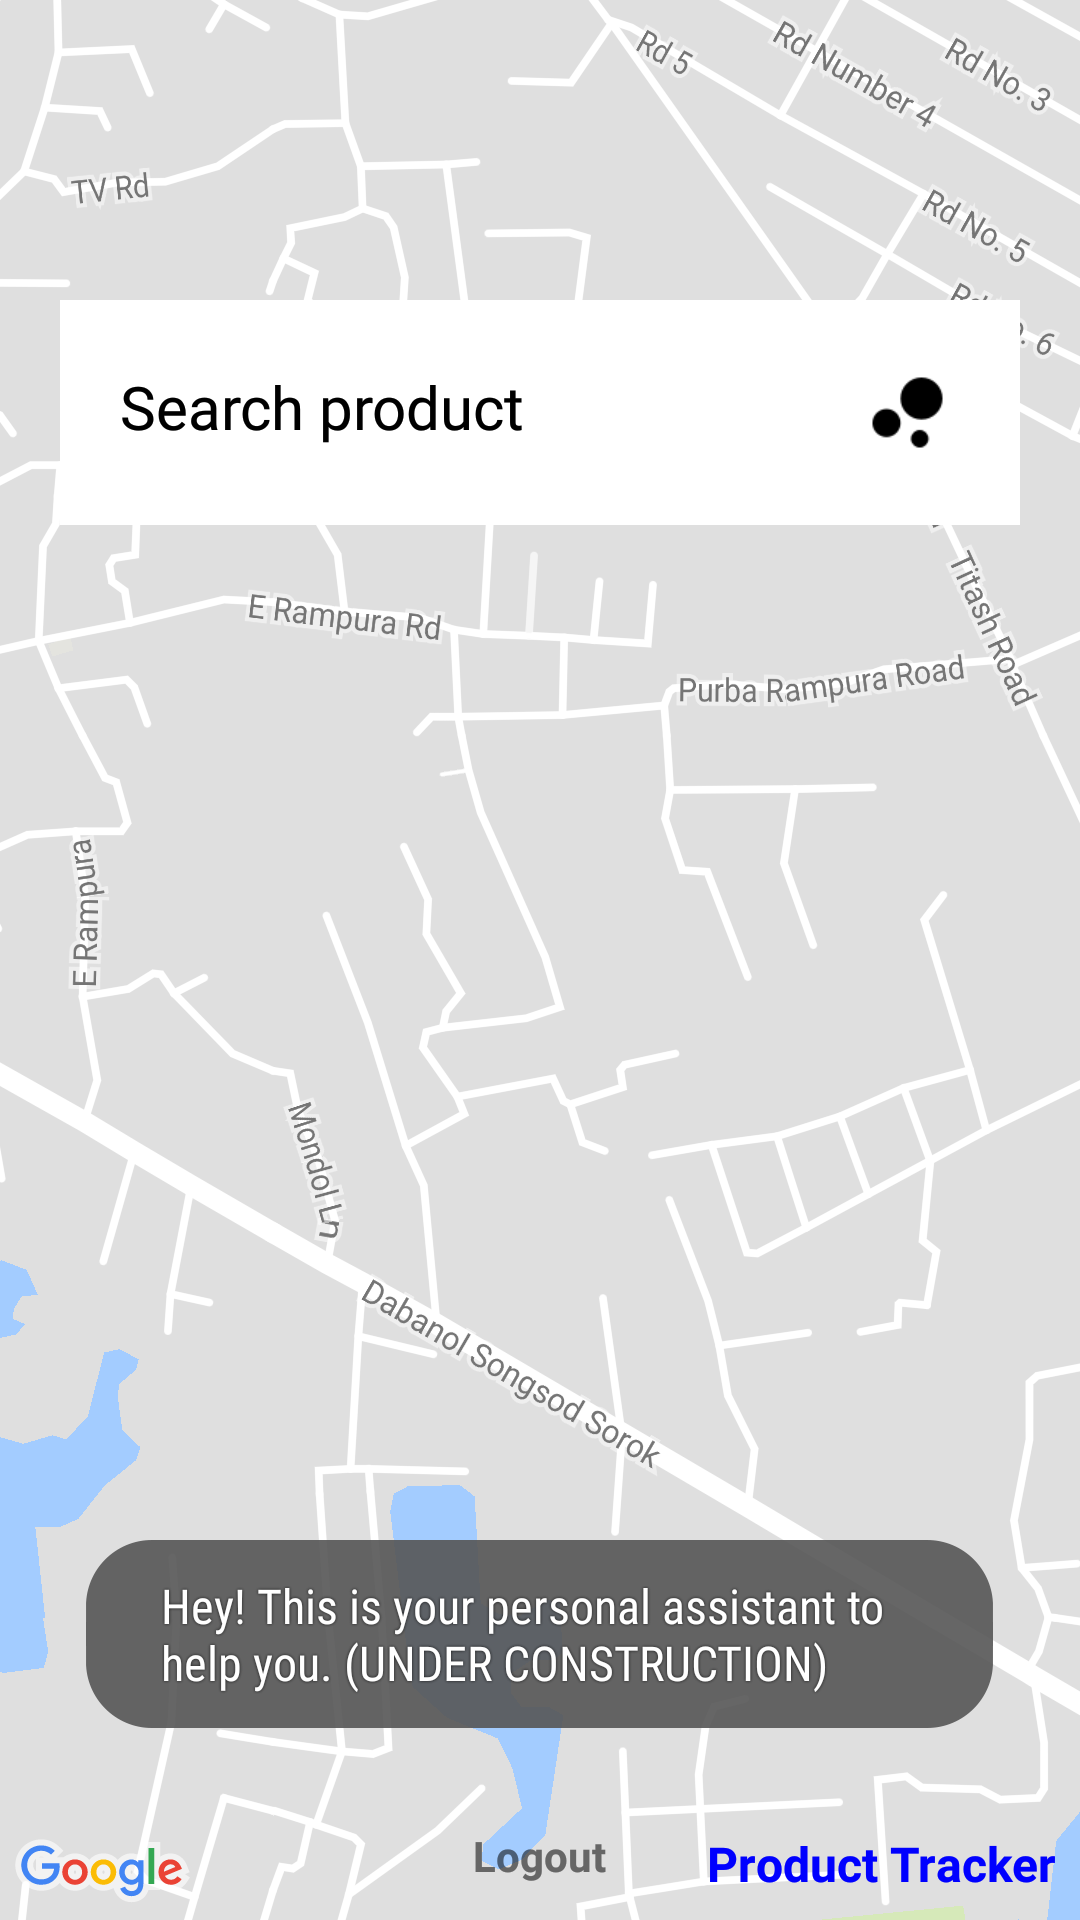 Rd 5
Rd Number 4
Rd No. 3
TV Rd
Rd No. 5
6
Search product
E Rampura Rd
Titash Road
Purba Rampura Road
E Rampura
Mondol Ln
Dabanol Songsod Sorok
Hey! This is your personal assistant to
help you. (UNDER CONSTRUCTION)
Google
Logout
Product Tracker